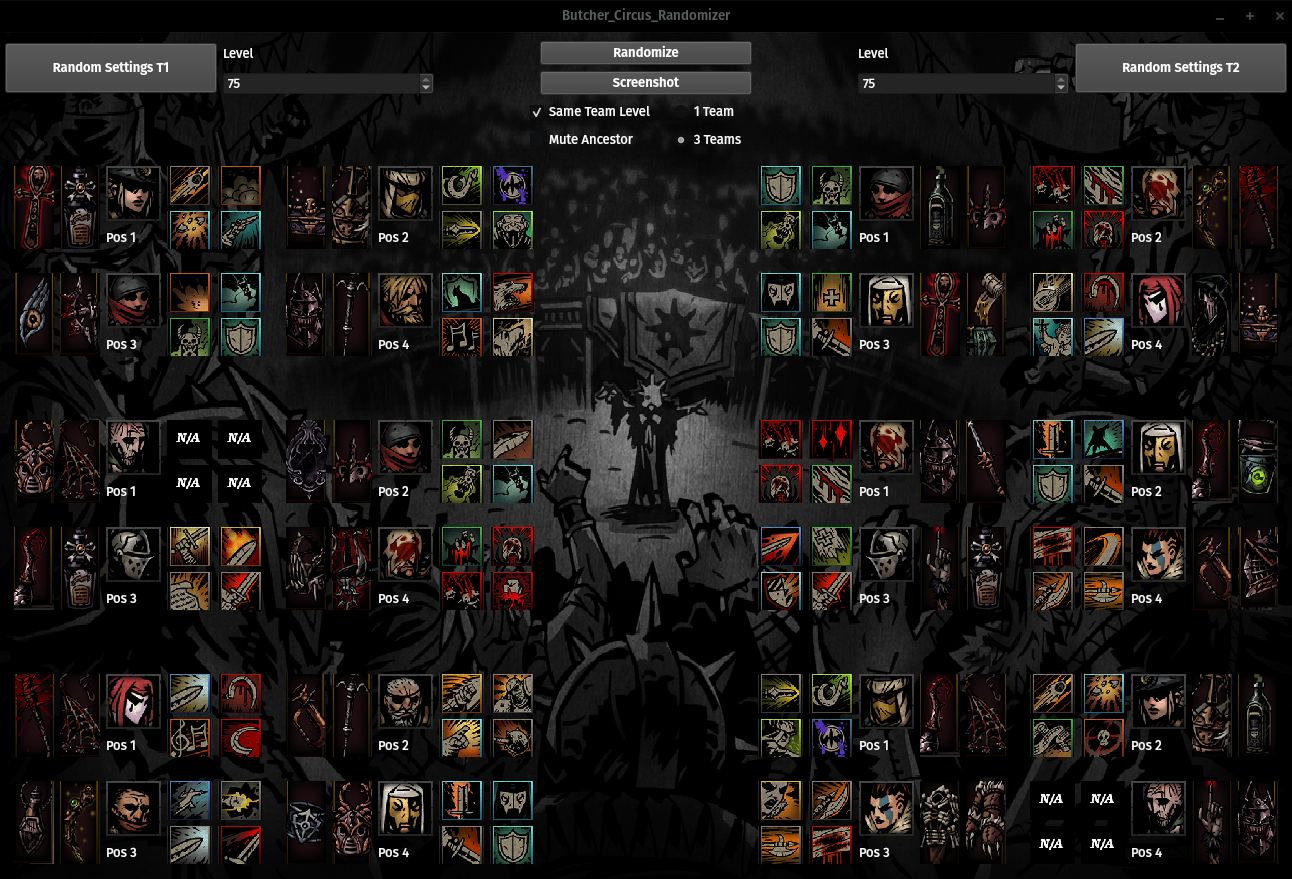 Butcher_Circus_Randomizer
Random Settings T1
Level
75
Randomize
Screenshot
Same Team Level
1 Team
Mute Ancestor
3 Teams
Level
75
Random Settings T2
Pos 1
Pos 2
Pos 1
Pos 2
Pos 3
Pos 4
Pos 3
Pos 4
N/A N/A
N/A N/A
Pos 1
Pos 2
Pos 1
Pos 2
Pos 3
Pos 4
Pos 3
Pos 4
Pos 1
Pos 2
Pos 1
Pos 2
N/A N/A
N/A N/A
Pos 3
Pos 4
Pos 3
Pos 4